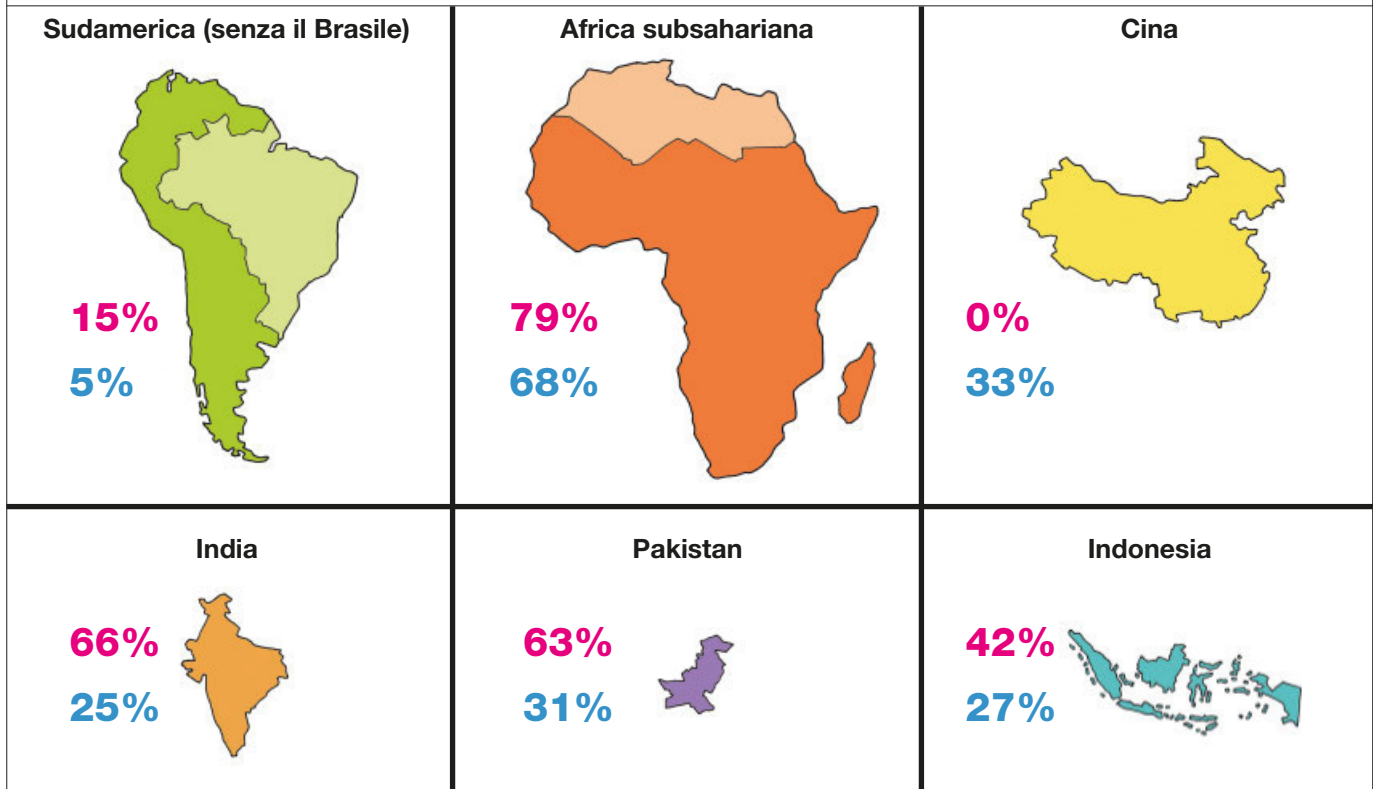 Sudamerica (senza il Brasile)
15%
5%
Africa subsahariana
79%
68%
Cina
0%
33%
India
66%
25%
Pakistan
63%
31%
Indonesia
42%
27%